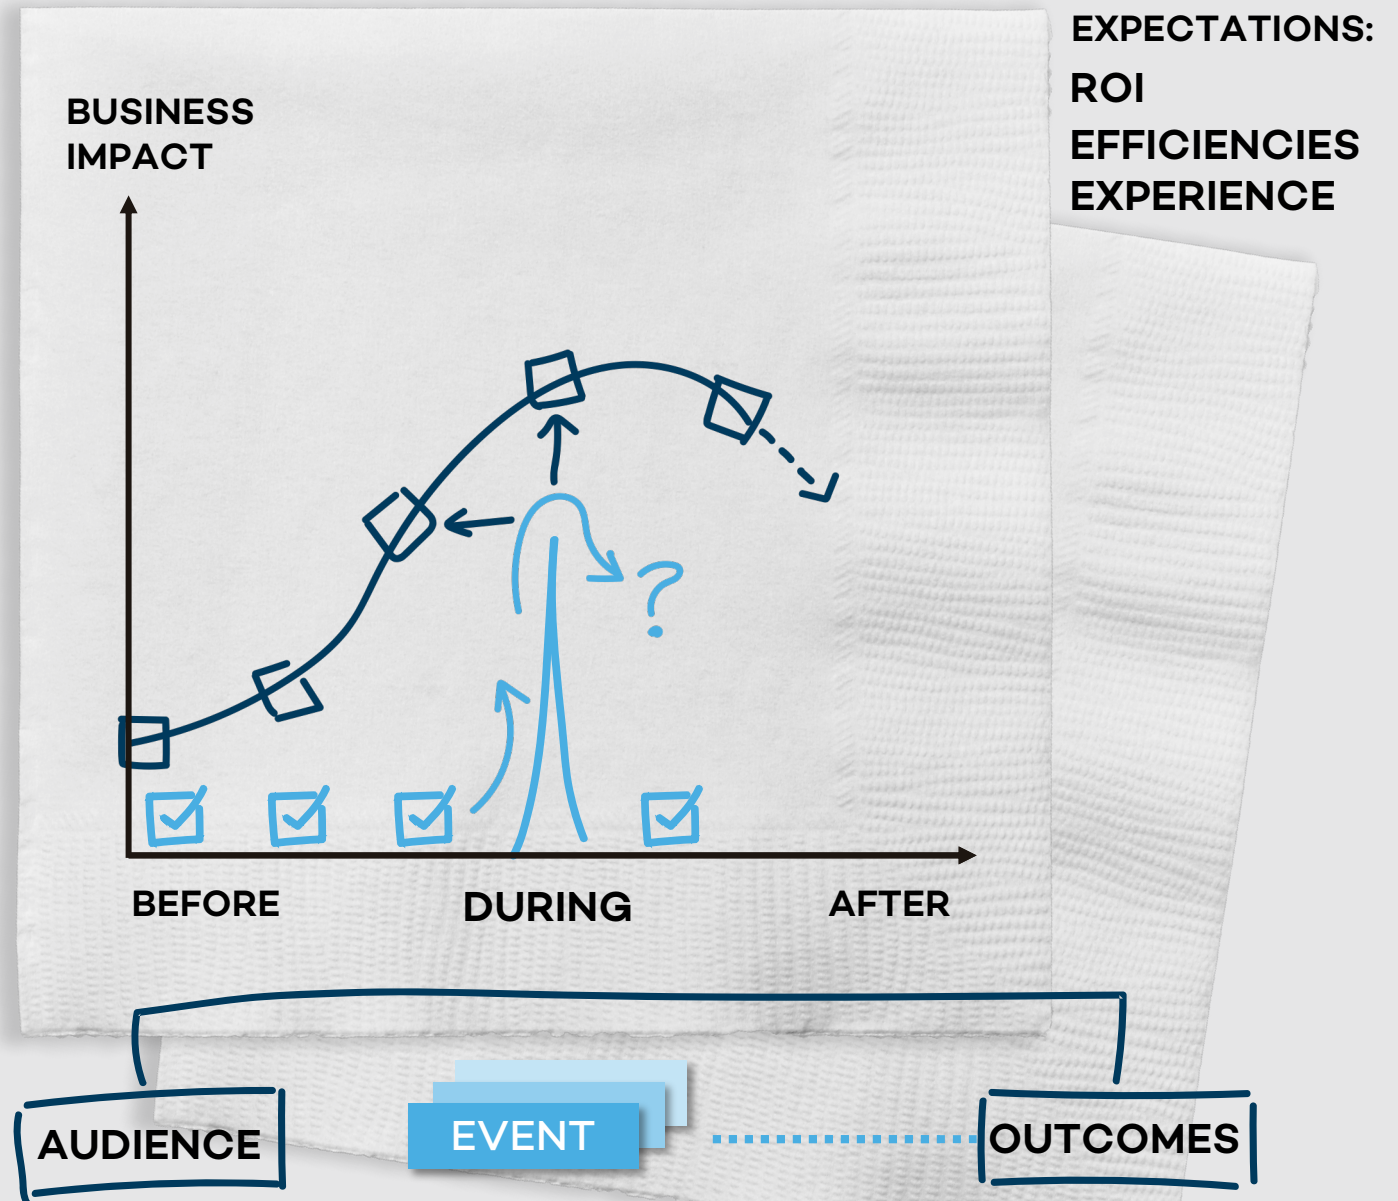 EXPECTATIONS:
ROI
EFFICIENCIES
EXPERIENCE
BUSINESS
IMPACT
?
BEFORE
DURING
AFTER
AUDIENCE
EVENT
OUTCOMES